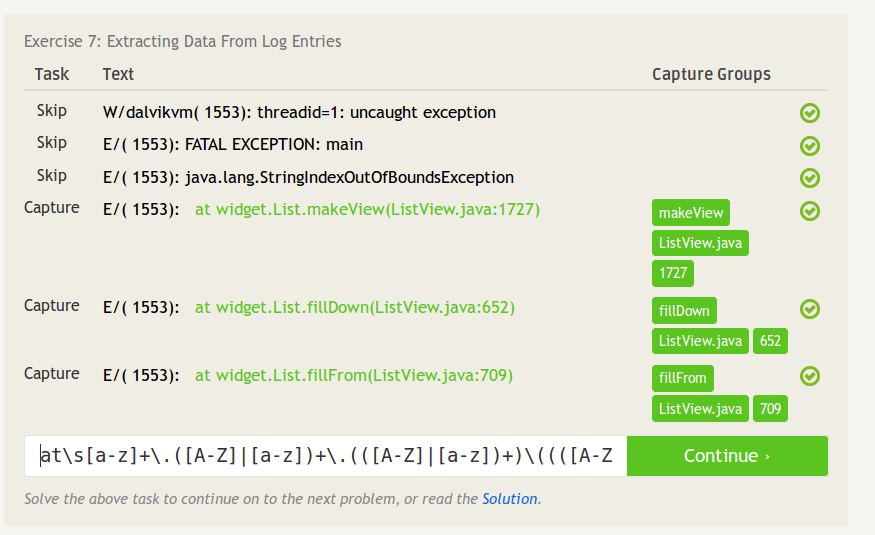 Exercise 7: Extracting Data From Log Entries
Task Text Capture Groups
Skip W/dalvikvm( 1553): threadid=1: uncaught exception
Skip E/( 1553): FATAL EXCEPTION: main
Skip E/( 1553): java.lang.StringIndexOutOfBoundsException
Capture E/( 1553):   at widget.List.makeView(ListView.java:1727) makeView
ListView.java
1727
Capture E/( 1553):   at widget.List.fillDown(ListView.java:652) fillDown
ListView.java 652
Capture E/( 1553):   at widget.List.fillFrom(ListView.java:709) fillFrom
ListView.java 709
at\s[a-z]+\.([A-Z]|[a-z])+\.(([A-Z]|[a-z])+)\((([A-Z Continue ›
Solve the above task to continue on to the next problem, or read the Solution.